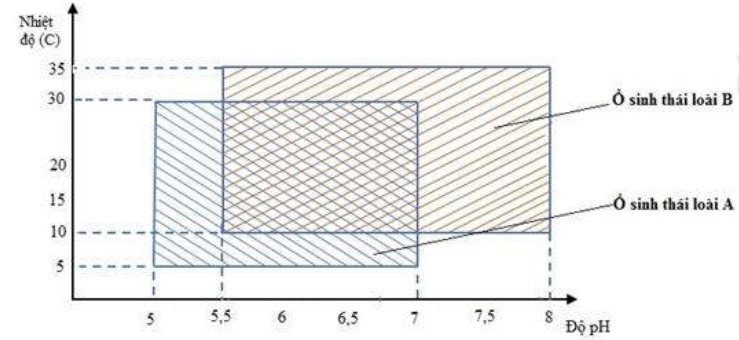 Nhiệt
độ (C)
35
30
20
15
10
5
Ổ sinh thái loài B
Ổ sinh thái loài A
5
5,5
6
6,5
7
7,5
8
Độ pH